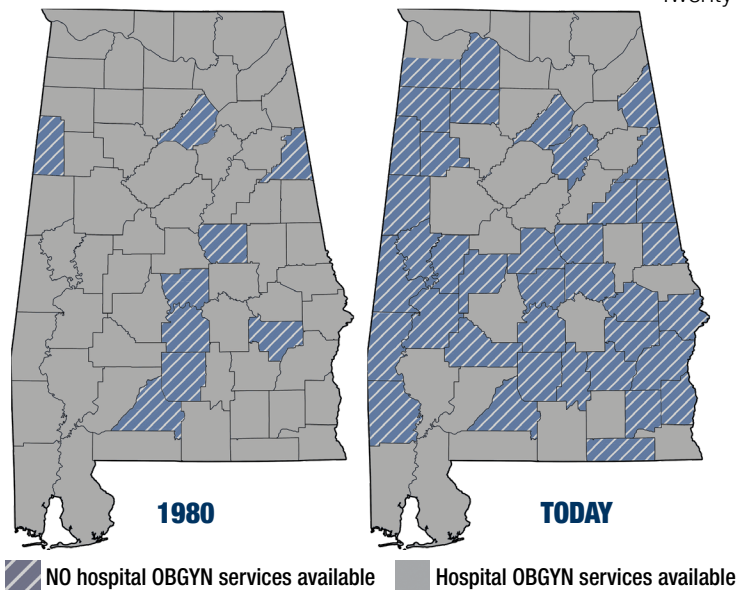 1980
TODAY
NO hospital OBGYN services available
Hospital OBGYN services available